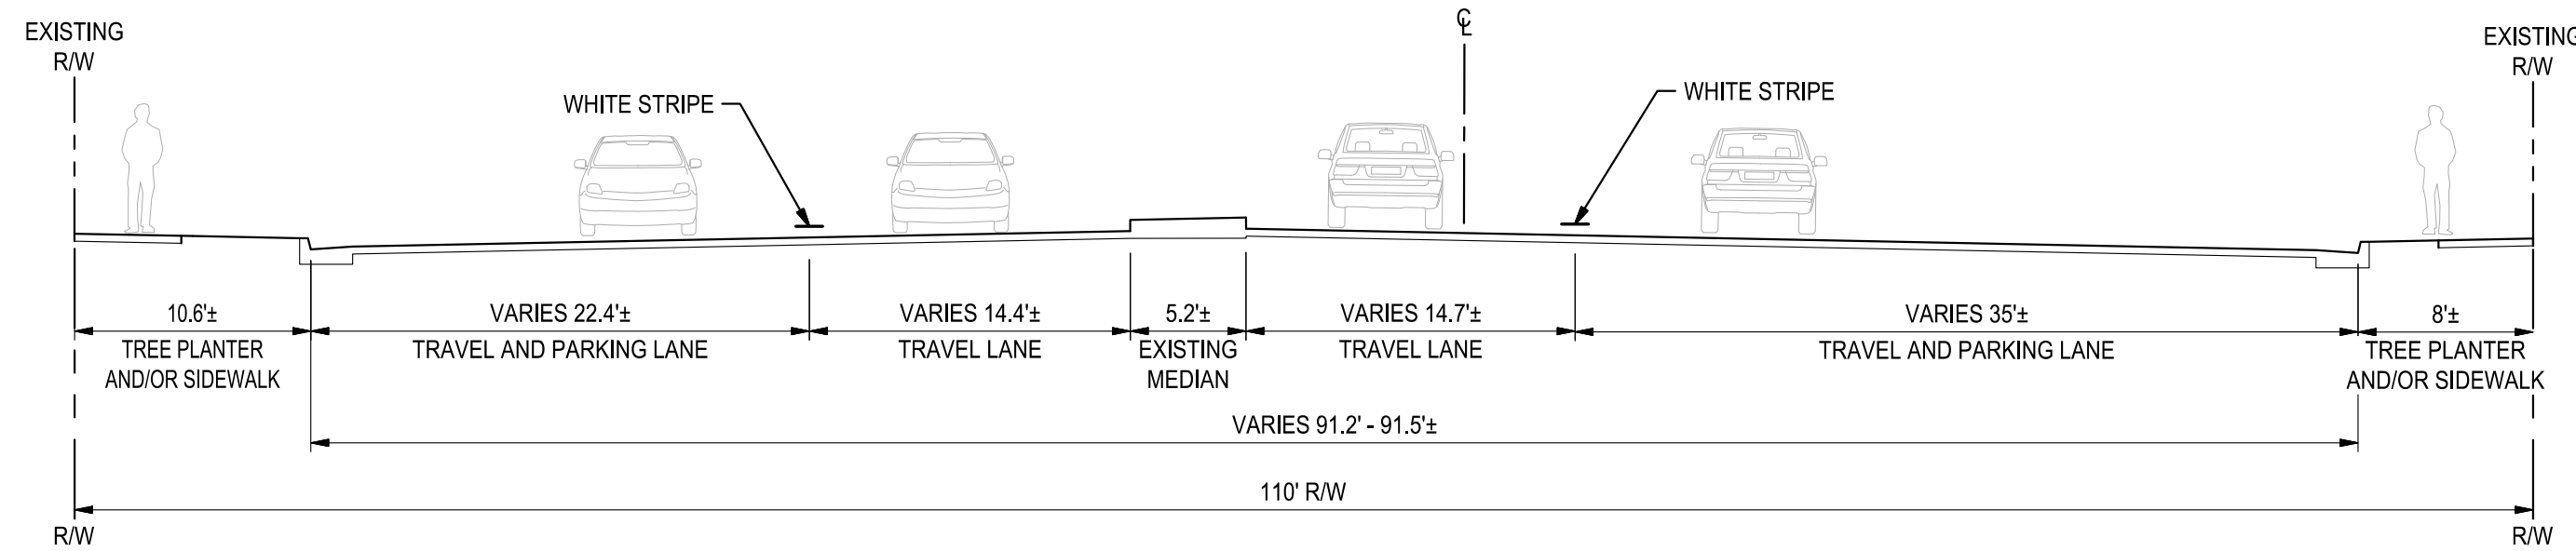 EXISTING
R/W
℄
EXISTING
R/W
WHITE STRIPE
WHITE STRIPE
10.6'±
VARIES 22.4'±
VARIES 14.4'±
5.2'±
VARIES 14.7'±
VARIES 35'±
8'±
TREE PLANTER
AND/OR SIDEWALK
TRAVEL AND PARKING LANE
TRAVEL LANE
EXISTING
MEDIAN
TRAVEL LANE
TRAVEL AND PARKING LANE
TREE PLANTER
AND/OR SIDEWALK
VARIES 91.2' - 91.5'±
110' R/W
R/W
R/W